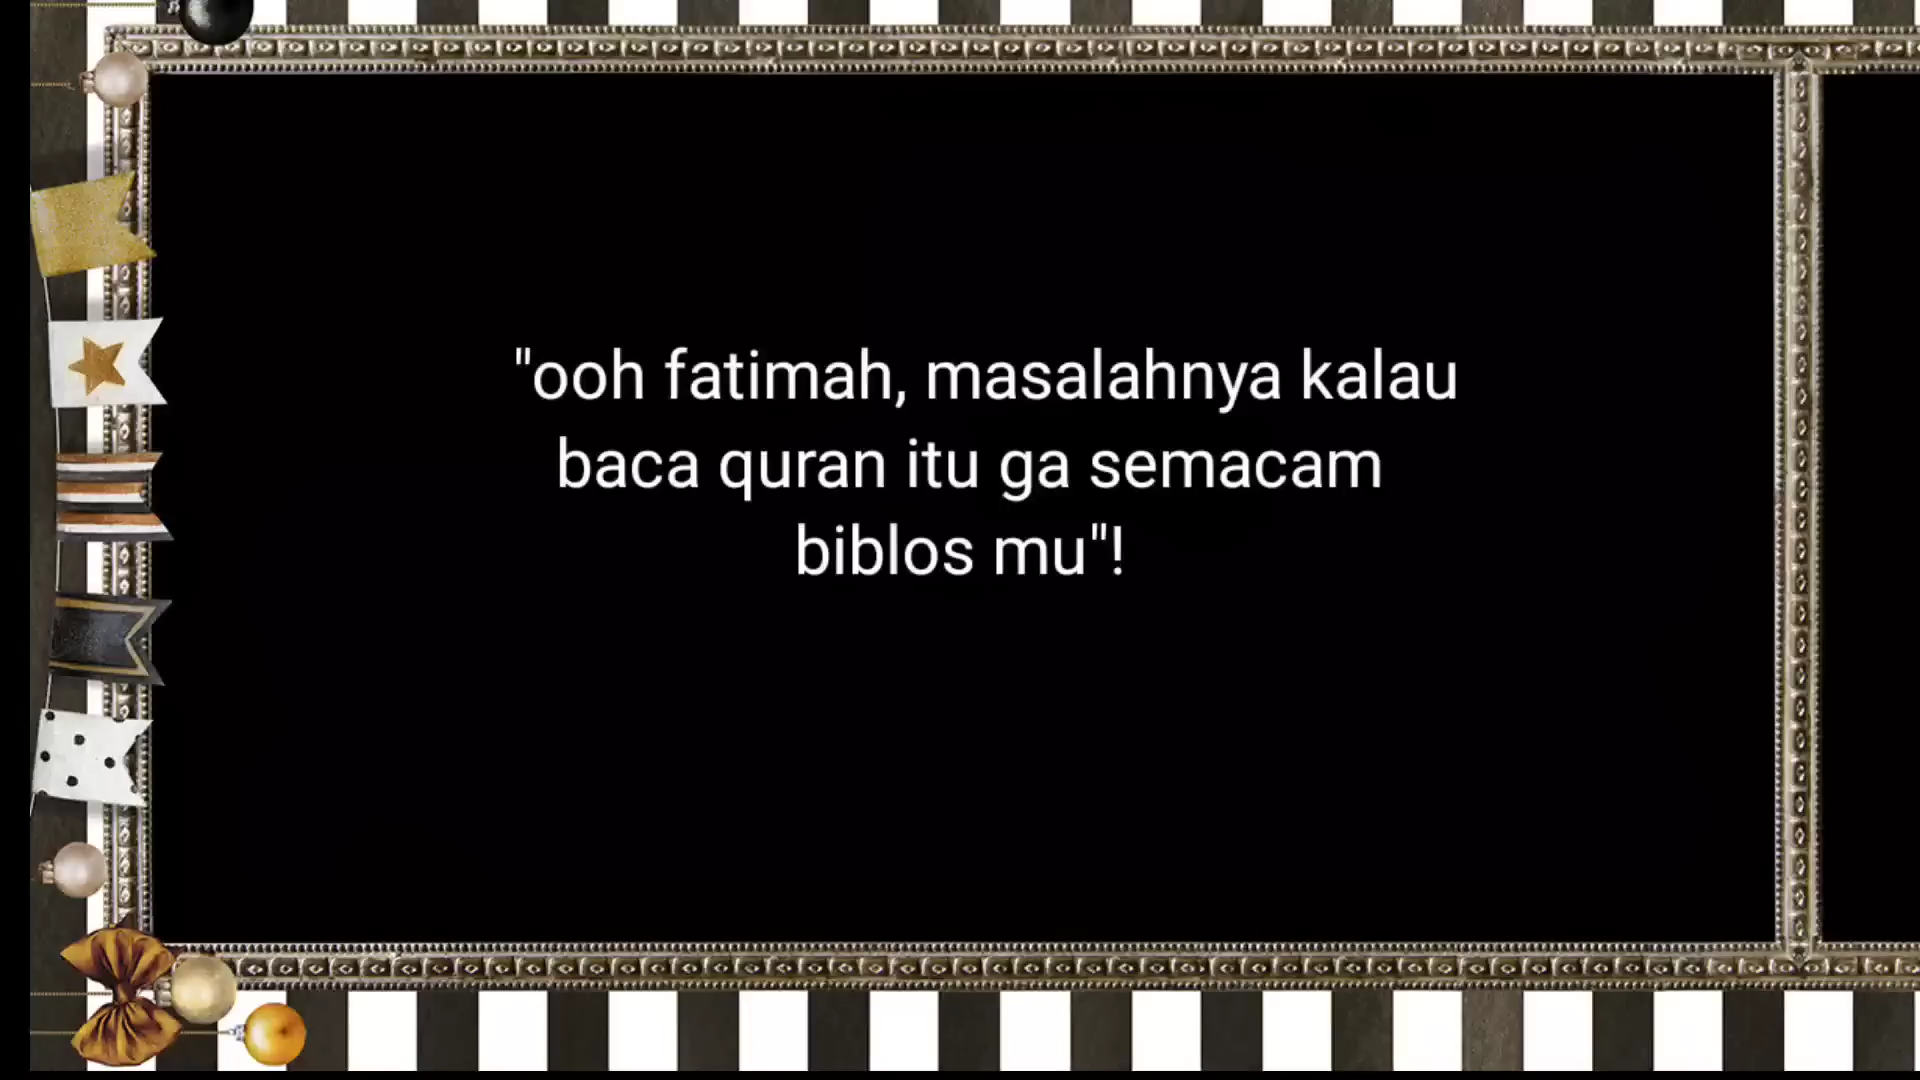 "ooh fatimah, masalahnya kalau
baca quran itu ga semacam
biblos mu"!